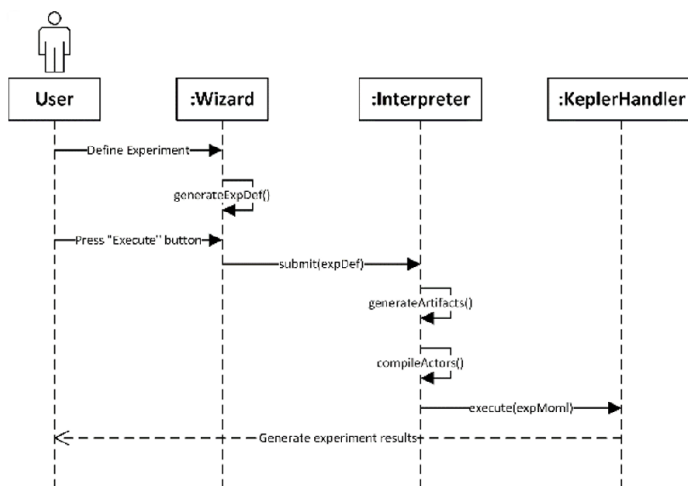 User
:Wizard
:Interpreter
:KeplerHandler
Define Experiment
generateExpDef()
Press "Execute" button
submit(expDef)
generateArtifacts()
compileActors()
execute(expMoml)
Generate experiment results